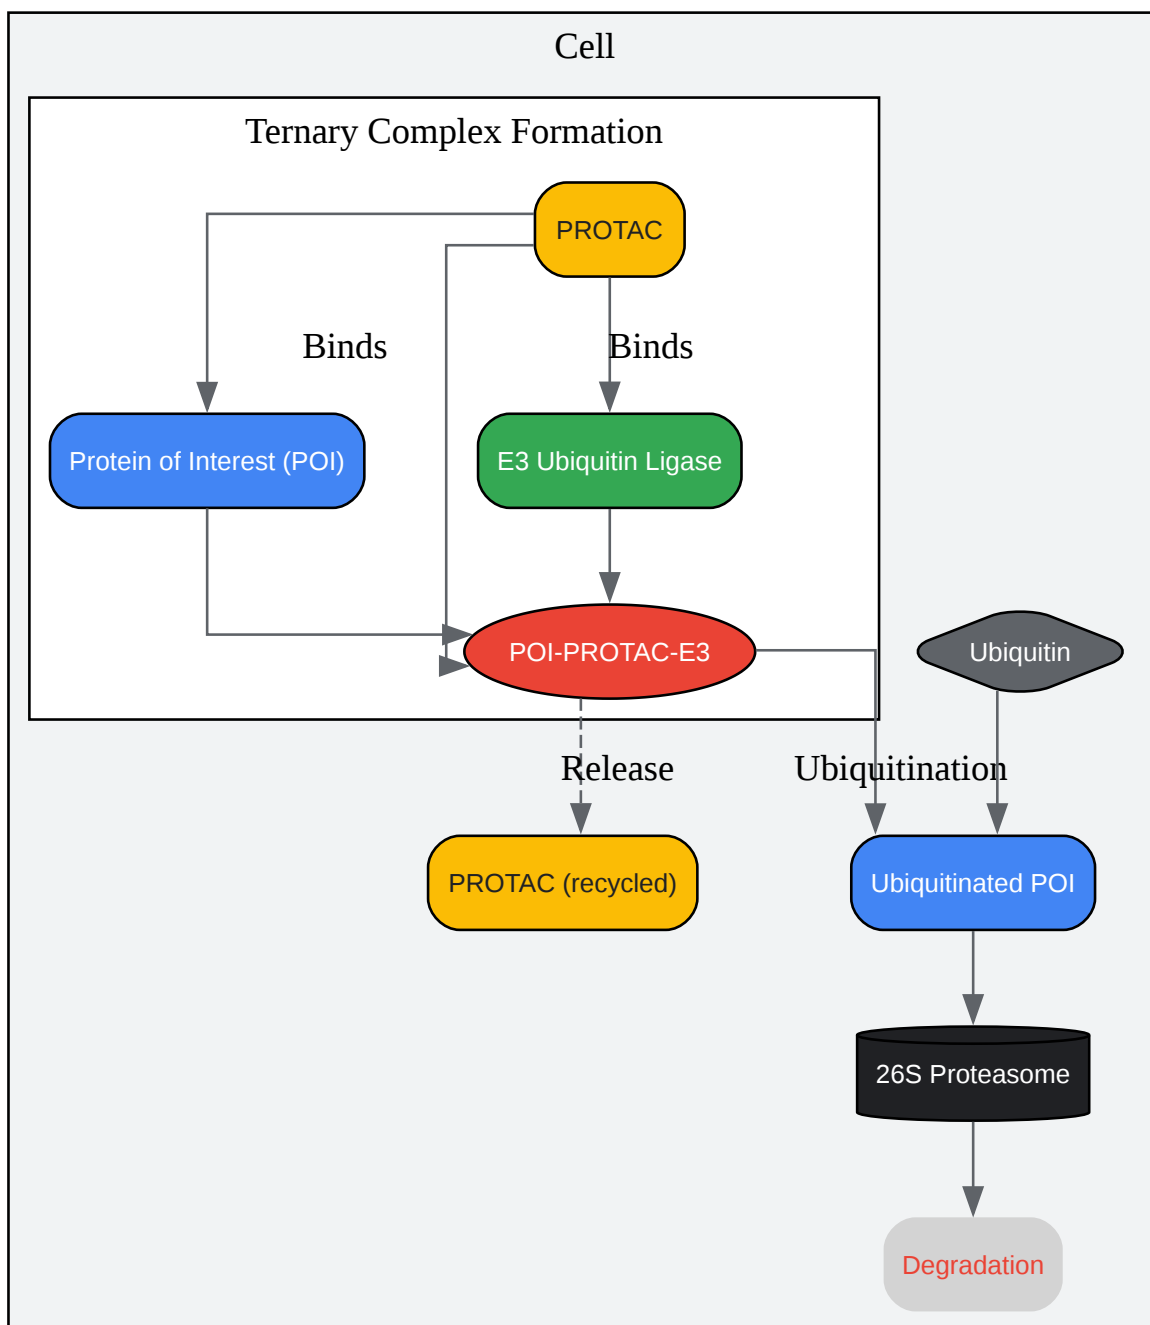 Cell
Ternary Complex Formation
PROTAC
Binds
Binds
Protein of Interest (POI)
E3 Ubiquitin Ligase
POI-PROTAC-E3
Ubiquitin
Release
Ubiquitination
PROTAC (recycled)
Ubiquitinated POI
26S Proteasome
Degradation